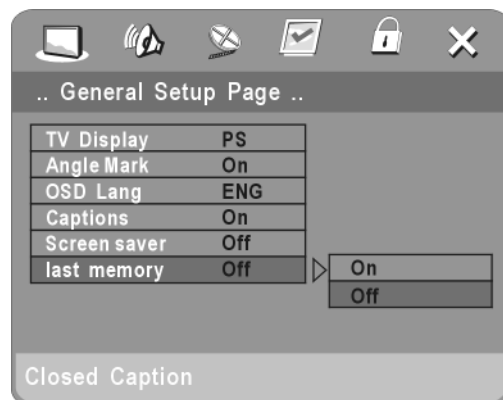 .. General Setup Page ..
TV Display PS
Angle Mark On
OSD Lang ENG
Captions On
Screen saver Off
last memory Off
On
Off
Closed Caption